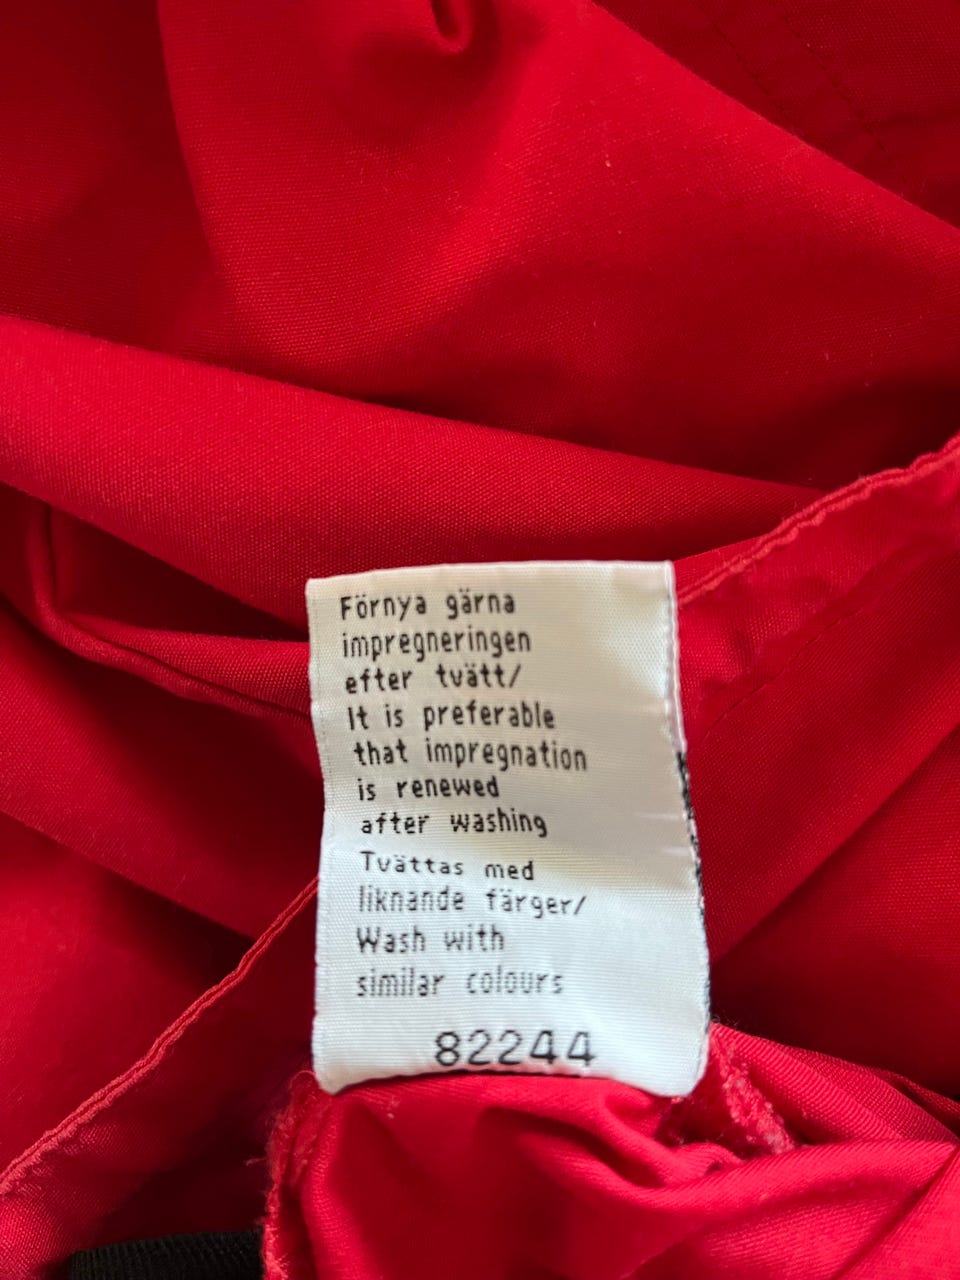 Förnya gärna
impregneringen
efter tvätt/
It is preferable
that impregnation
is renewed
after washing
Tvättas med
liknande färger/
Wash with
similar colours
82244